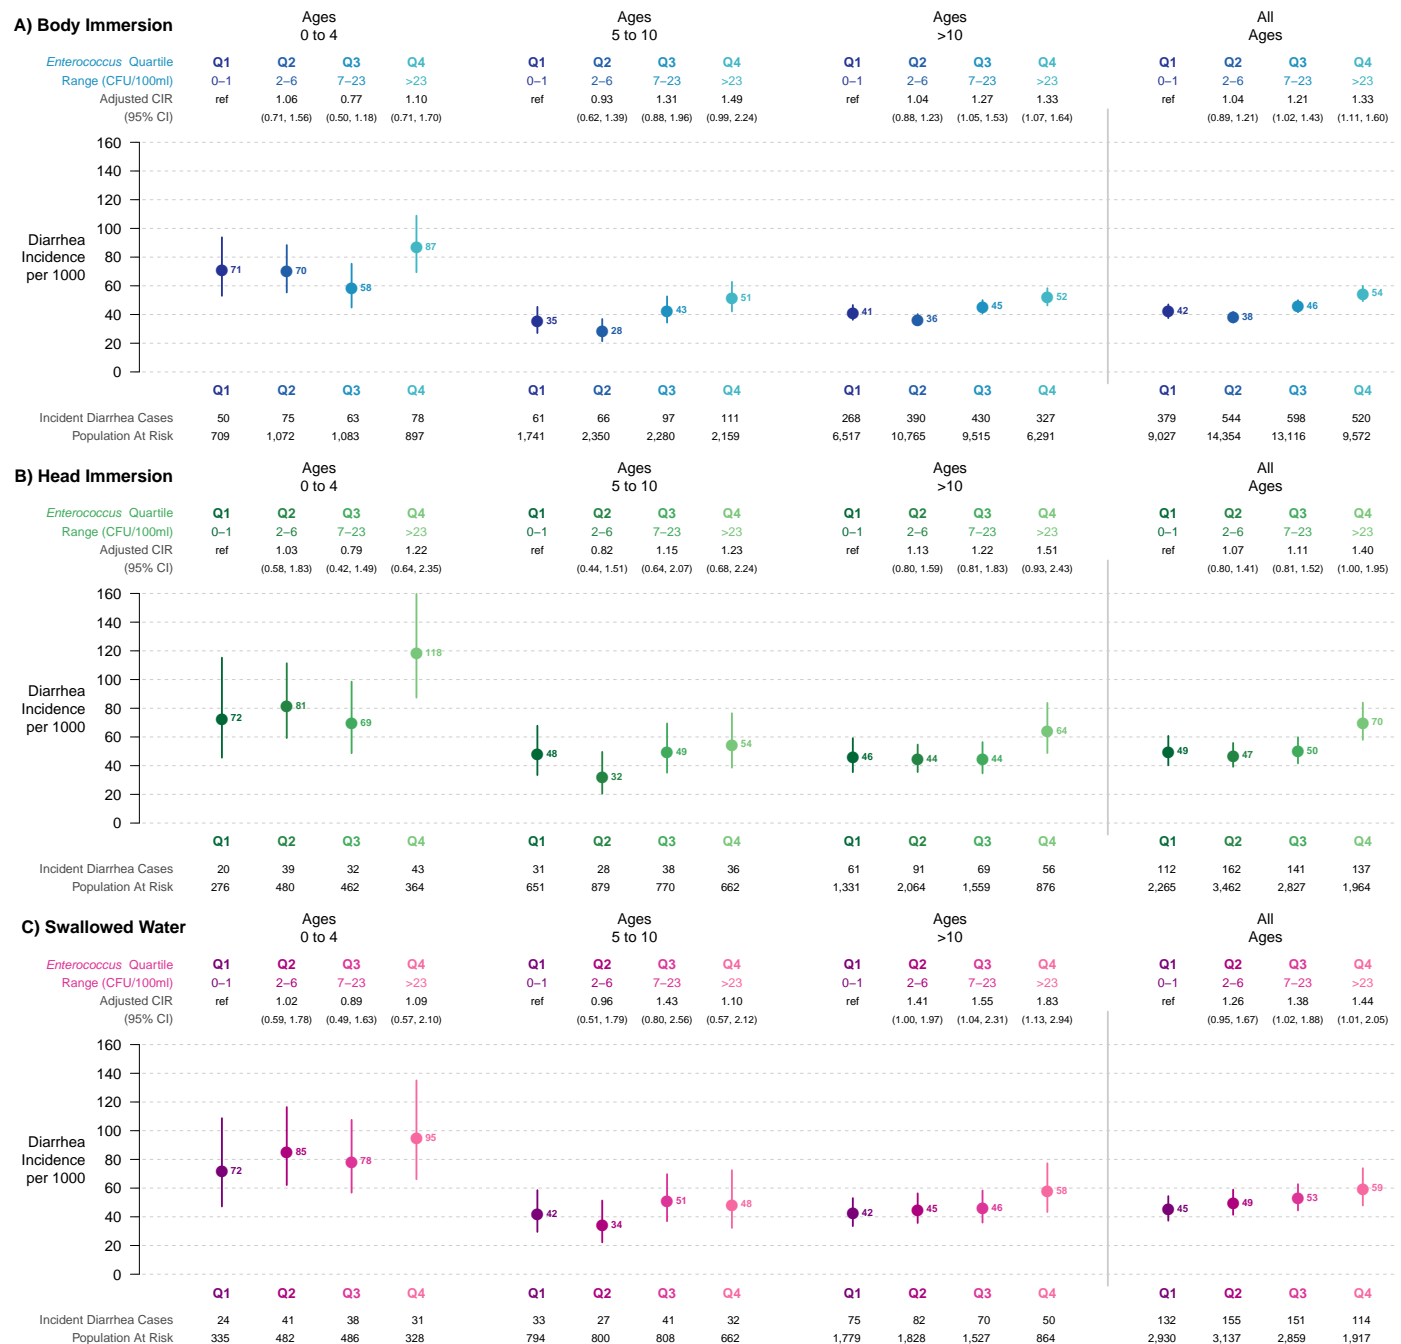 A) Body Immersion
Ages Ages Ages All
0 to 4 5 to 10 >10 Ages
Enterococcus Quartile Q1 Q2 Q3 Q4 Q1 Q2 Q3 Q4 Q1 Q2 Q3 Q4 Q1 Q2 Q3 Q4
Range (CFU/100ml) 0–1 2–6 7–23 >23 0–1 2–6 7–23 >23 0–1 2–6 7–23 >23 0–1 2–6 7–23 >23
Adjusted CIR ref 1.06 0.77 1.10 ref 0.93 1.31 1.49 ref 1.04 1.27 1.33 ref 1.04 1.21 1.33
(95% CI) (0.71, 1.56) (0.50, 1.18) (0.71, 1.70) (0.62, 1.39) (0.88, 1.96) (0.99, 2.24) (0.88, 1.23) (1.05, 1.53) (1.07, 1.64) (0.89, 1.21) (1.02, 1.43) (1.11, 1.60)
160
140
120
100
80
60
40
20
0
Diarrhea
Incidence
per 1000
71 70 58 87 35 28 43 51 41 36 45 52 42 38 46 54
Q1 Q2 Q3 Q4 Q1 Q2 Q3 Q4 Q1 Q2 Q3 Q4 Q1 Q2 Q3 Q4
Incident Diarrhea Cases 50 75 63 78 61 66 97 111 268 390 430 327 379 544 598 520
Population At Risk 709 1,072 1,083 897 1,741 2,350 2,280 2,159 6,517 10,765 9,515 6,291 9,027 14,354 13,116 9,572
B) Head Immersion
Ages Ages Ages All
0 to 4 5 to 10 >10 Ages
Enterococcus Quartile Q1 Q2 Q3 Q4 Q1 Q2 Q3 Q4 Q1 Q2 Q3 Q4 Q1 Q2 Q3 Q4
Range (CFU/100ml) 0–1 2–6 7–23 >23 0–1 2–6 7–23 >23 0–1 2–6 7–23 >23 0–1 2–6 7–23 >23
Adjusted CIR ref 1.03 0.79 1.22 ref 0.82 1.15 1.23 ref 1.13 1.22 1.51 ref 1.07 1.11 1.40
(95% CI) (0.58, 1.83) (0.42, 1.49) (0.64, 2.35) (0.44, 1.51) (0.64, 2.07) (0.68, 2.24) (0.80, 1.59) (0.81, 1.83) (0.93, 2.43) (0.80, 1.41) (0.81, 1.52) (1.00, 1.95)
160
140
120
100
80
60
40
20
0
Diarrhea
Incidence
per 1000
72 81 69 118 48 32 49 54 46 44 44 64 49 47 50 70
Q1 Q2 Q3 Q4 Q1 Q2 Q3 Q4 Q1 Q2 Q3 Q4 Q1 Q2 Q3 Q4
Incident Diarrhea Cases 20 39 32 43 31 28 38 36 61 91 69 56 112 162 141 137
Population At Risk 276 480 462 364 651 879 770 662 1,331 2,064 1,559 876 2,265 3,462 2,827 1,964
C) Swallowed Water
Ages Ages Ages All
0 to 4 5 to 10 >10 Ages
Enterococcus Quartile Q1 Q2 Q3 Q4 Q1 Q2 Q3 Q4 Q1 Q2 Q3 Q4 Q1 Q2 Q3 Q4
Range (CFU/100ml) 0–1 2–6 7–23 >23 0–1 2–6 7–23 >23 0–1 2–6 7–23 >23 0–1 2–6 7–23 >23
Adjusted CIR ref 1.02 0.89 1.09 ref 0.96 1.43 1.10 ref 1.41 1.55 1.83 ref 1.26 1.38 1.44
(95% CI) (0.59, 1.78) (0.49, 1.63) (0.57, 2.10) (0.51, 1.79) (0.80, 2.56) (0.57, 2.12) (1.00, 1.97) (1.04, 2.31) (1.13, 2.94) (0.95, 1.67) (1.02, 1.88) (1.01, 2.05)
160
140
120
100
80
60
40
20
0
Diarrhea
Incidence
per 1000
72 85 78 95 42 34 51 48 42 45 46 58 45 49 53 59
Q1 Q2 Q3 Q4 Q1 Q2 Q3 Q4 Q1 Q2 Q3 Q4 Q1 Q2 Q3 Q4
Incident Diarrhea Cases 24 41 38 31 33 27 41 32 75 82 70 50 132 155 151 114
Population At Risk 335 482 486 328 794 800 808 662 1,779 1,828 1,527 864 2,930 3,137 2,859 1,917